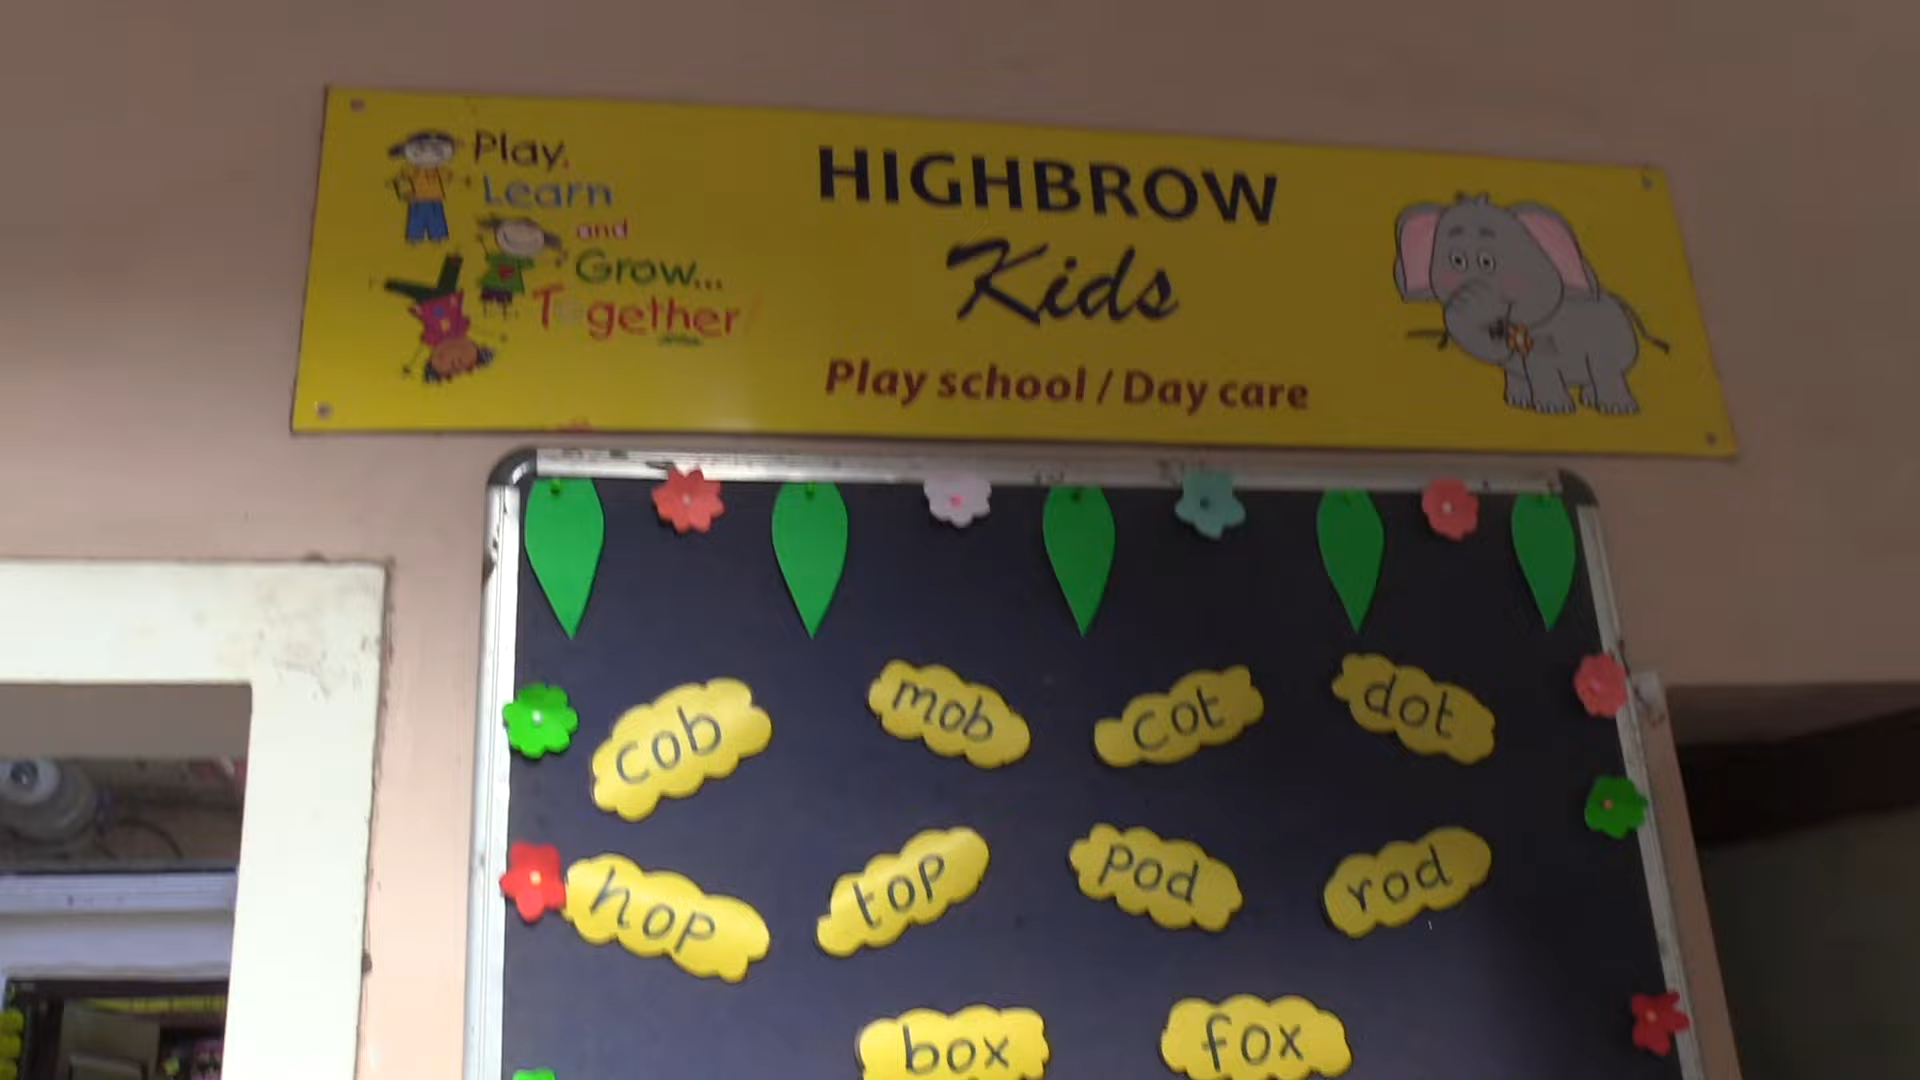 Play,
Learn
and
Grow...
Together
HIGHBROW
Kids
Play school / Day care
cob mob cot dot
hop top pod rod
box fox